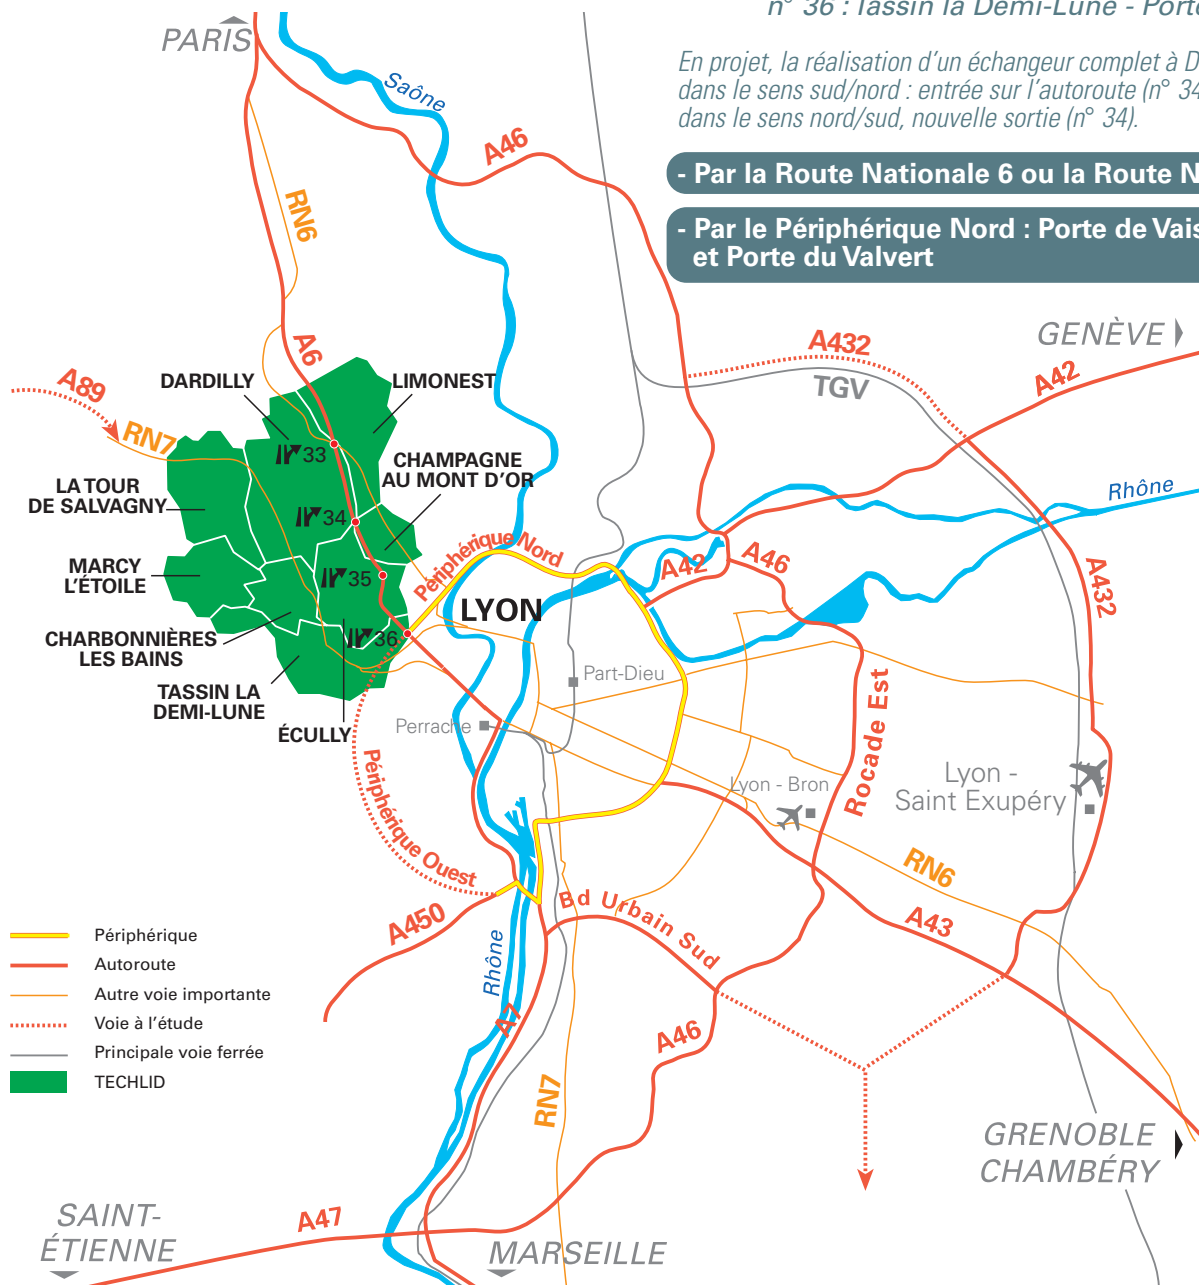 n° 36 : Tassin la Demi-Lune - Porte
En projet, la réalisation d'un échangeur complet à D
dans le sens sud/nord : entrée sur l'autoroute (n° 34
dans le sens nord/sud, nouvelle sortie (n° 34).
- Par la Route Nationale 6 ou la Route N
- Par le Périphérique Nord : Porte de Vais
et Porte du Valvert
PARIS
Saône
A46
RN6
GENÈVE
A432
A42
TGV
A6
A89
RN7
DARDILLY
LIMONEST
33
CHAMPAGNE
AU MONT D'OR
LA TOUR
DE SALVAGNY
34
Rhône
MARCY
L'ÉTOILE
35
Périphérique Nord
A42
A46
A432
LYON
CHARBONNIÈRES
LES BAINS
36
TASSIN LA
DEMI-LUNE
ÉCULLY
Part-Dieu
Perrache
Rocade Est
Lyon - Bron
Lyon -
Saint Exupéry
Périphérique Ouest
RN6
A450
Bd Urbain Sud
A43
Rhône
A7
A46
RN7
Périphérique
Autoroute
Autre voie importante
Voie à l'étude
Principale voie ferrée
TECHLID
GRENOBLE
CHAMBÉRY
SAINT-
ÉTIENNE
A47
MARSEILLE